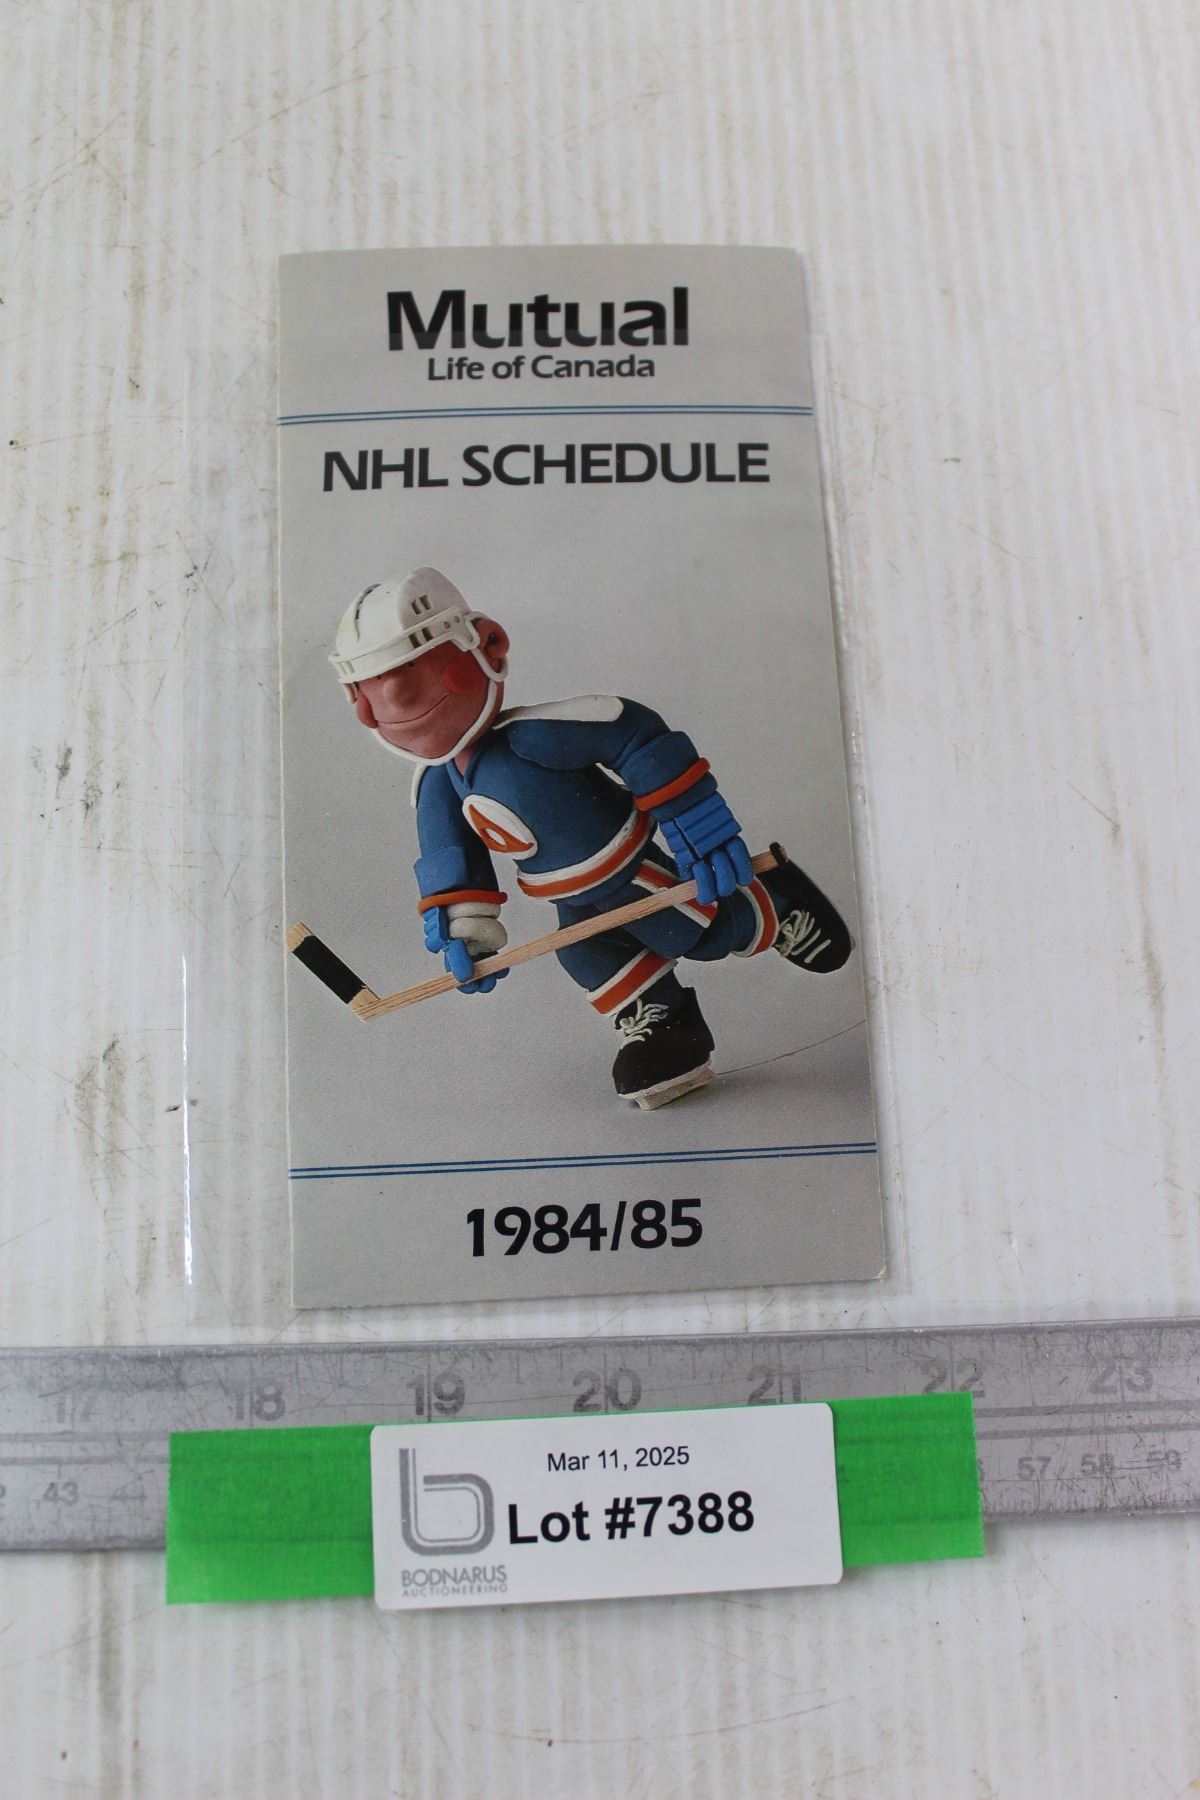 Mutual
Life of Canada
NHL SCHEDULE
1984/85
17 18 19 20 21 22 23
43 44 57 58 59
Mar 11, 2025
Lot #7388
BODNARUS
AUCTIONEERING